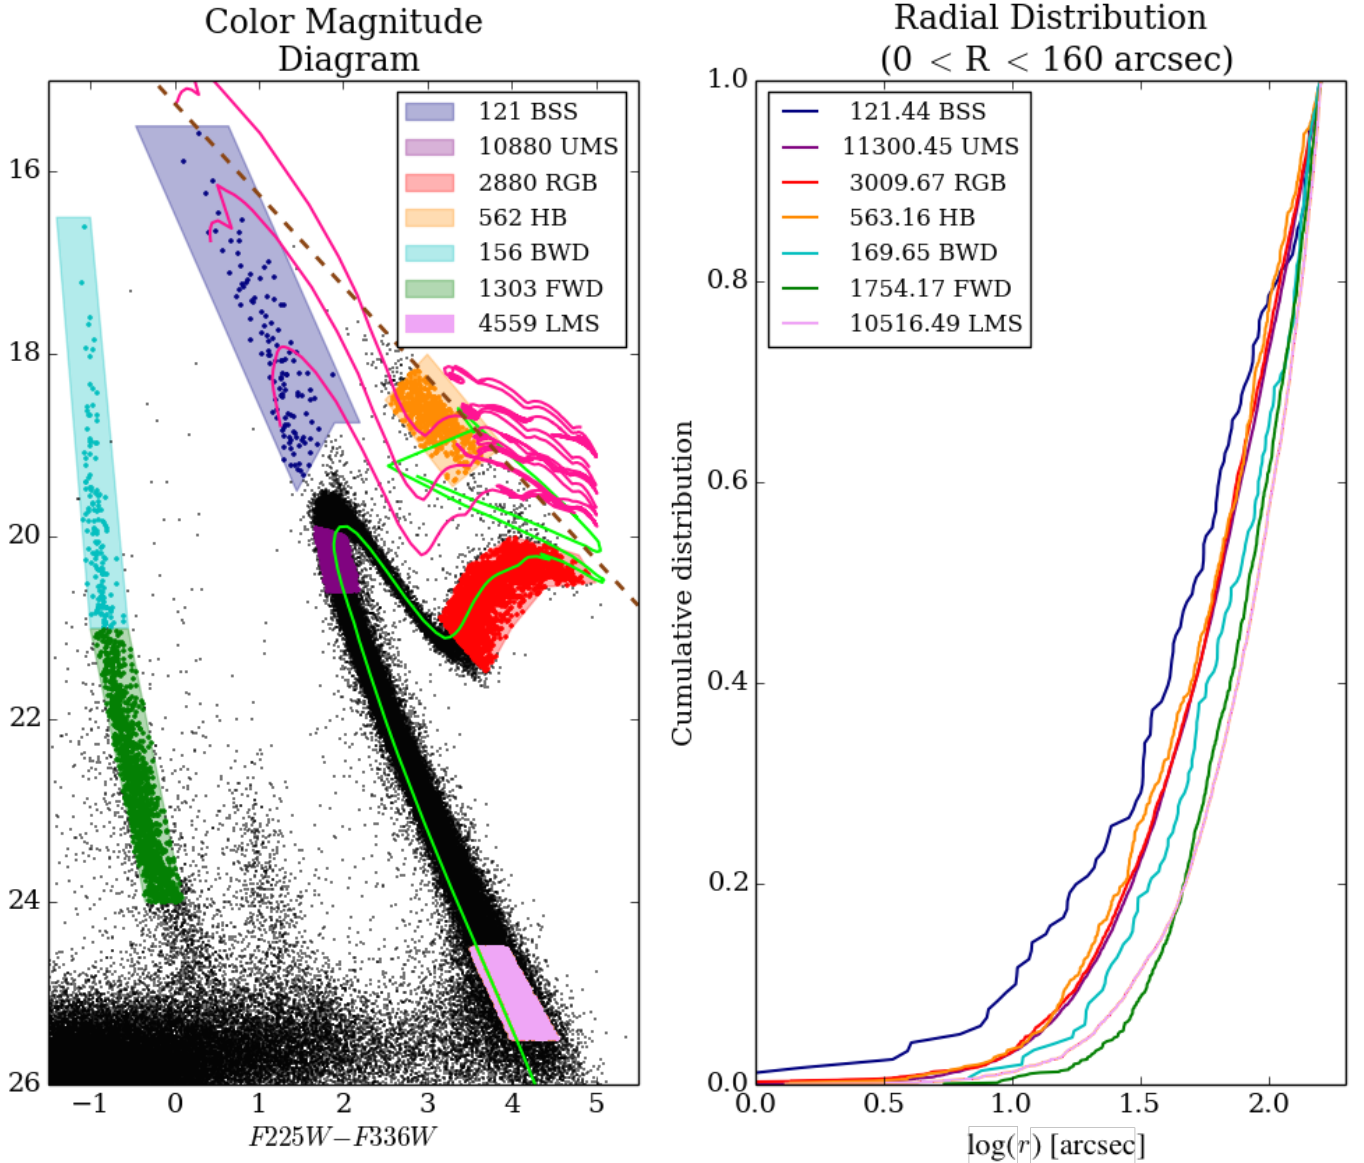 Color Magnitude
Diagram
16
18
20
22
24
26
−1
0
1
2
3
4
5
F225W−F336W
121 BSS
10880 UMS
2880 RGB
562 HB
156 BWD
1303 FWD
4559 LMS
Radial Distribution
(0 < R < 160 arcsec)
1.0
0.8
0.6
0.4
0.2
0.0
Cumulative distribution
0.0
0.5
1.0
1.5
2.0
log(r) [arcsec]
121.44 BSS
11300.45 UMS
3009.67 RGB
563.16 HB
169.65 BWD
1754.17 FWD
10516.49 LMS